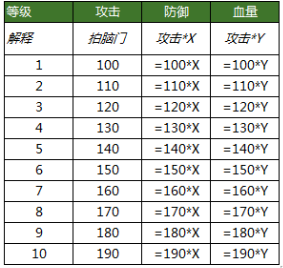 等级 攻击 防御 血量
解释 拍脑门 攻击*X 攻击*Y
1 100 =100*X =100*Y
2 110 =110*X =110*Y
3 120 =120*X =120*Y
4 130 =130*X =130*Y
5 140 =140*X =140*Y
6 150 =150*X =150*Y
7 160 =160*X =160*Y
8 170 =170*X =170*Y
9 180 =180*X =180*Y
10 190 =190*X =190*Y